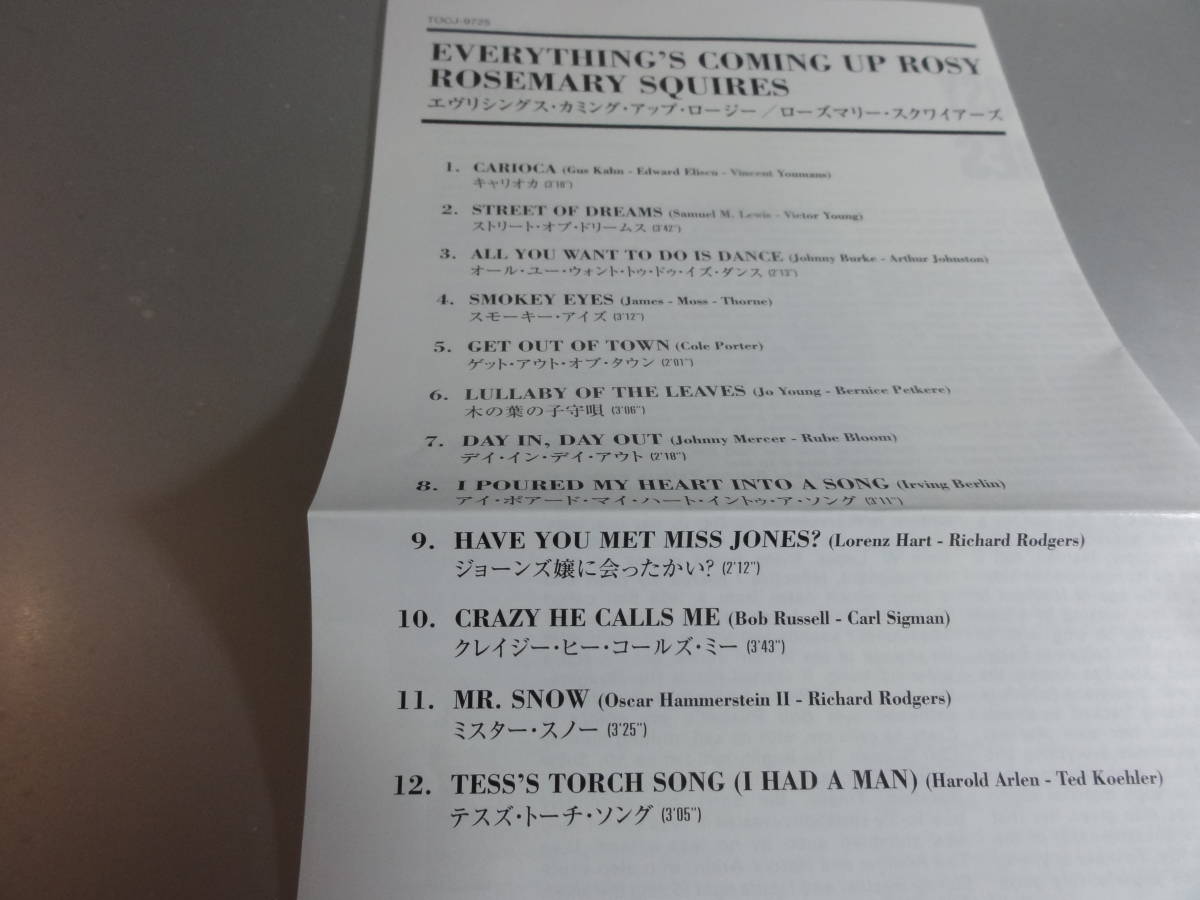 TOCJ-9725
EVERYTHING'S COMING UP ROSY
ROSEMARY SQUIRES
エヴリシングス・カミング・アップ・ロージー／ローズマリー・スクワイアーズ
1. CARIOCA (Gus Kahn - Edward Eliscu - Vincent Youmans)
キャリオカ (3'18")
2. STREET OF DREAMS (Samuel M. Lewis - Victor Young)
ストリート・オブ・ドリームス (3'42")
3. ALL YOU WANT TO DO IS DANCE (Johnny Burke - Arthur Johnston)
オール・ユー・ウォント・トゥ・ドゥ・イズ・ダンス (2'13")
4. SMOKEY EYES (James - Moss - Thorne)
スモーキー・アイズ (3'12")
5. GET OUT OF TOWN (Cole Porter)
ゲット・アウト・オブ・タウン (2'01")
6. LULLABY OF THE LEAVES (Jo Young - Bernice Petkere)
木の葉の子守唄 (3'06")
7. DAY IN, DAY OUT (Johnny Mercer - Rube Bloom)
デイ・イン・デイ・アウト (2'18")
8. I POURED MY HEART INTO A SONG (Irving Berlin)
アイ・ポアード・マイ・ハート・イントゥ・ア・ソング (3'11")
9. HAVE YOU MET MISS JONES? (Lorenz Hart - Richard Rodgers)
ジョーンズ嬢に会ったかい? (2'12")
10. CRAZY HE CALLS ME (Bob Russell - Carl Sigman)
クレイジー・ヒー・コールズ・ミー (3'43")
11. MR. SNOW (Oscar Hammerstein II - Richard Rodgers)
ミスター・スノー (3'25")
12. TESS'S TORCH SONG (I HAD A MAN) (Harold Arlen - Ted Koehler)
テスズ・トーチ・ソング (3'05")